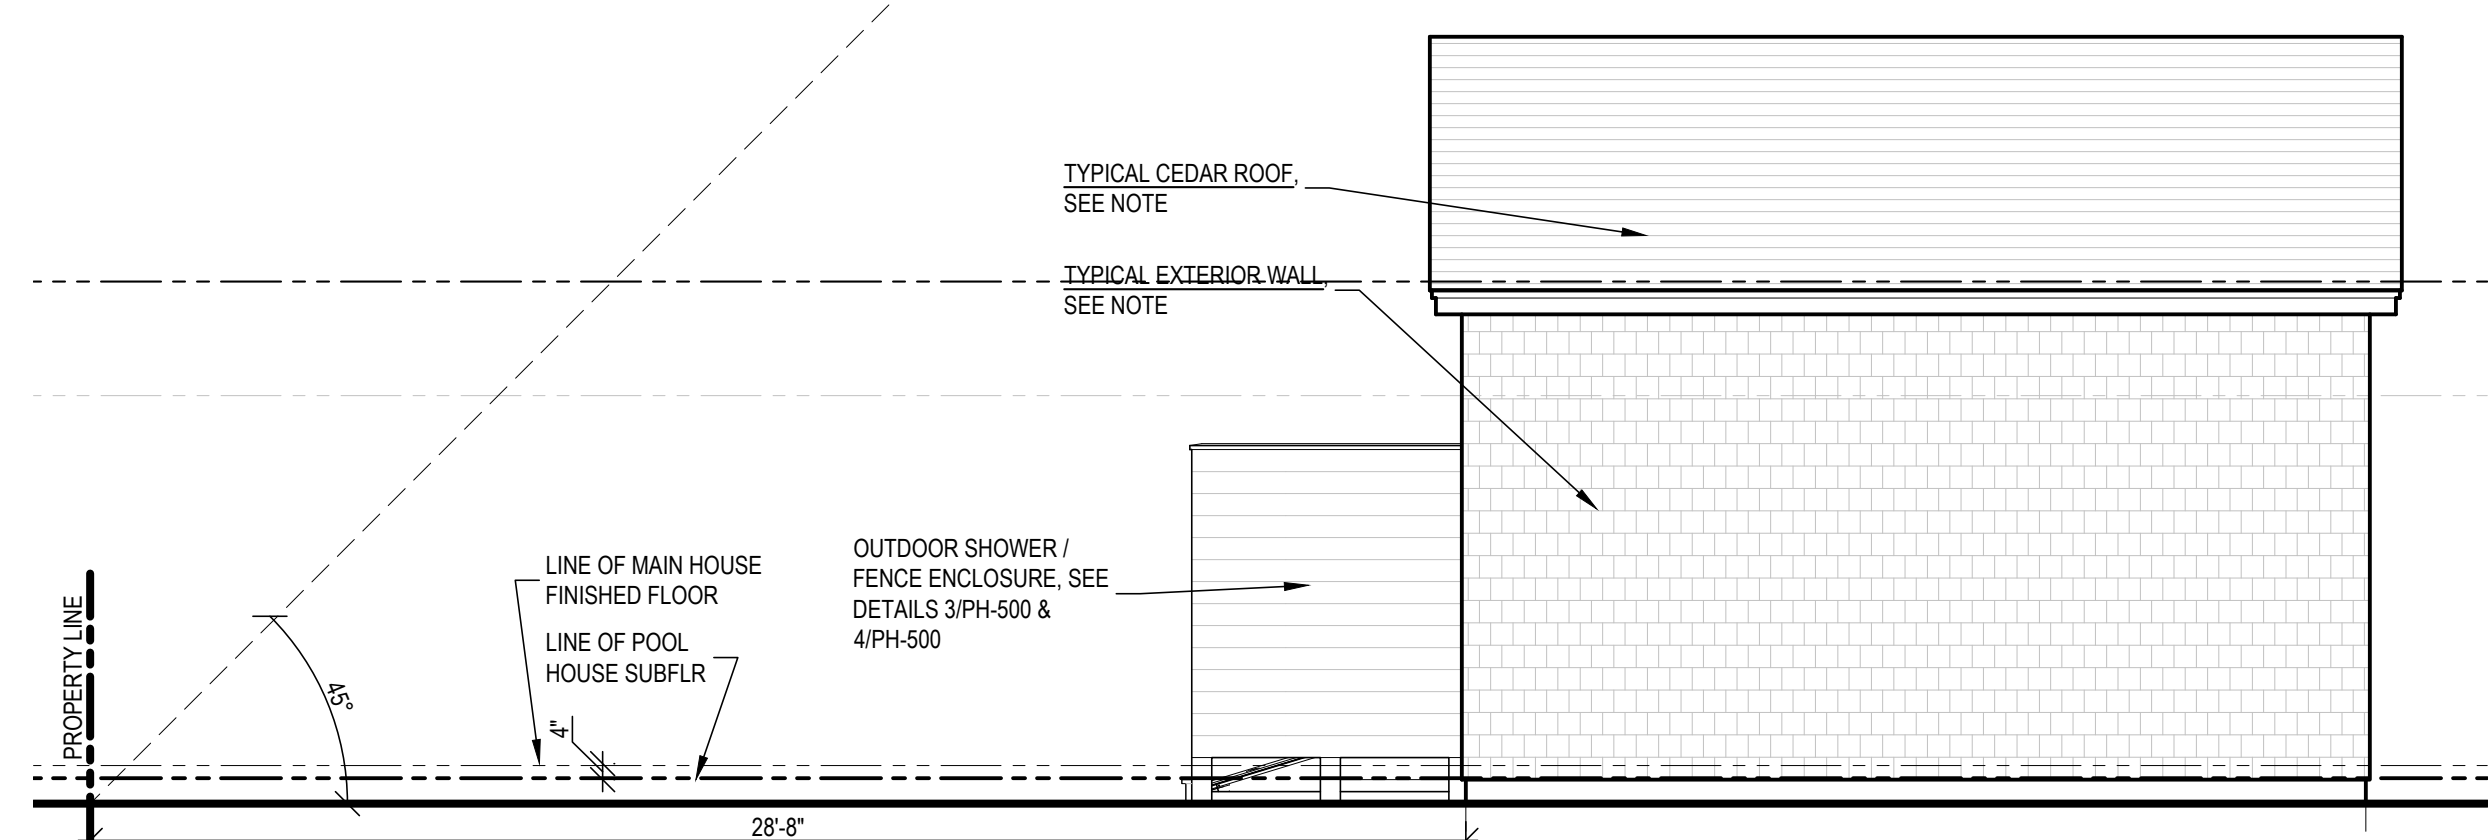 TYPICAL CEDAR ROOF,
SEE NOTE
TYPICAL EXTERIOR WALL,
SEE NOTE
OUTDOOR SHOWER /
FENCE ENCLOSURE, SEE
DETAILS 3/PH-500 &
4/PH-500
LINE OF MAIN HOUSE
FINISHED FLOOR
LINE OF POOL
HOUSE SUBFLR
PROPERTY LINE
45°
4"
28'-8"